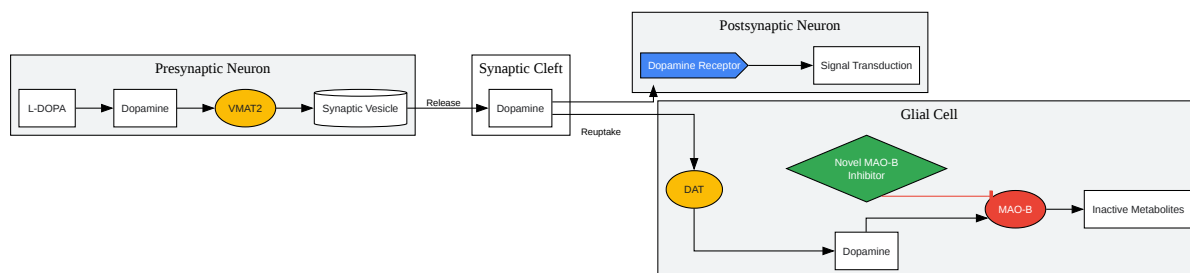 Presynaptic Neuron
L-DOPA
Dopamine
VMAT2
Synaptic Vesicle
Release
Synaptic Cleft
Dopamine
Reuptake
Postsynaptic Neuron
Dopamine Receptor
Signal Transduction
Glial Cell
DAT
Novel MAO-B
Inhibitor
Dopamine
MAO-B
Inactive Metabolites